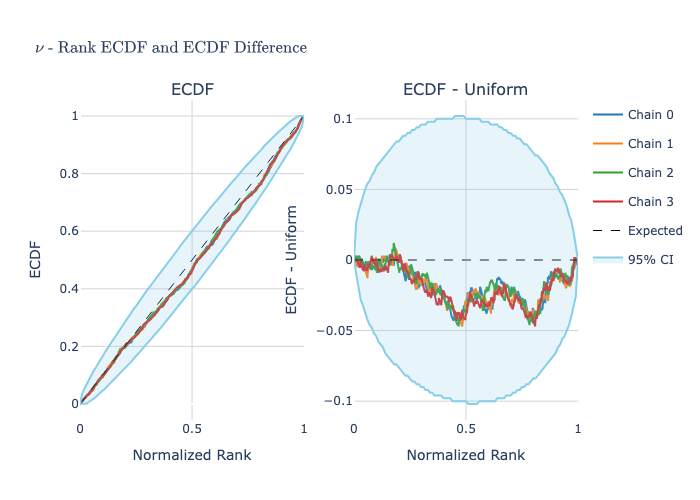 ν - Rank ECDF and ECDF Difference
ECDF
ECDF - Uniform
ECDF
1
0.8
0.6
0.4
0.2
0
0
0.5
1
Normalized Rank
ECDF - Uniform
0.1
0.05
0
−0.05
−0.1
0
0.5
1
Normalized Rank
Chain 0
Chain 1
Chain 2
Chain 3
Expected
95% CI